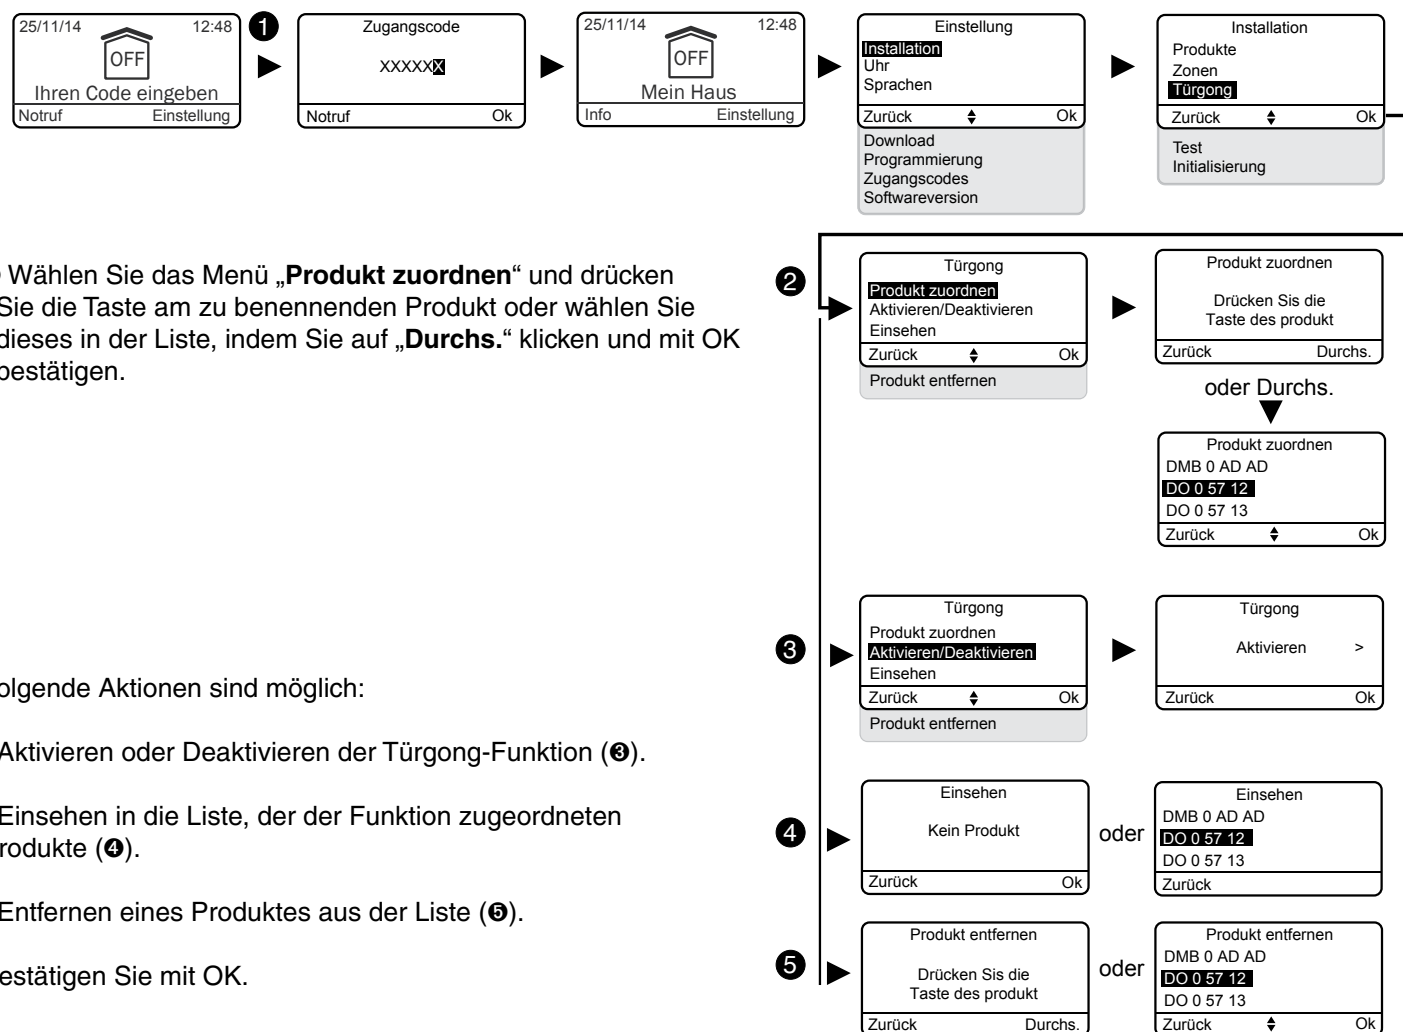 25/11/14 12:48
OFF
Ihren Code eingeben
Notruf Einstellung
❶
Zugangscode
XXXXXX
Notruf Ok
25/11/14 12:48
OFF
Mein Haus
Info Einstellung
Einstellung
Installation
Uhr
Sprachen
Zurück Ok
Download
Programmierung
Zugangscodes
Softwareversion
Installation
Produkte
Zonen
Türgong
Zurück Ok
Test
Initialisierung
Wählen Sie das Menü „Produkt zuordnen“ und drücken
Sie die Taste am zu benennenden Produkt oder wählen Sie
dieses in der Liste, indem Sie auf „Durchs.“ klicken und mit OK
bestätigen.
❷
Türgong
Produkt zuordnen
Aktivieren/Deaktivieren
Einsehen
Zurück Ok
Produkt entfernen
Produkt zuordnen
Drücken Sis die
Taste des produkt
Zurück Durchs.
oder Durchs.
Produkt zuordnen
DMB 0 AD AD
DO 0 57 12
DO 0 57 13
Zurück Ok
olgende Aktionen sind möglich:
Aktivieren oder Deaktivieren der Türgong-Funktion (❸).
Einsehen in die Liste, der der Funktion zugeordneten
rodukte (❹).
Entfernen eines Produktes aus der Liste (❺).
estätigen Sie mit OK.
❸
Türgong
Produkt zuordnen
Aktivieren/Deaktivieren
Einsehen
Zurück Ok
Produkt entfernen
Türgong
Aktivieren >
Zurück Ok
❹
Einsehen
Kein Produkt
Zurück Ok
oder
Einsehen
DMB 0 AD AD
DO 0 57 12
DO 0 57 13
Zurück
❺
Produkt entfernen
Drücken Sis die
Taste des produkt
Zurück Durchs.
oder
Produkt entfernen
DMB 0 AD AD
DO 0 57 12
DO 0 57 13
Zurück Ok